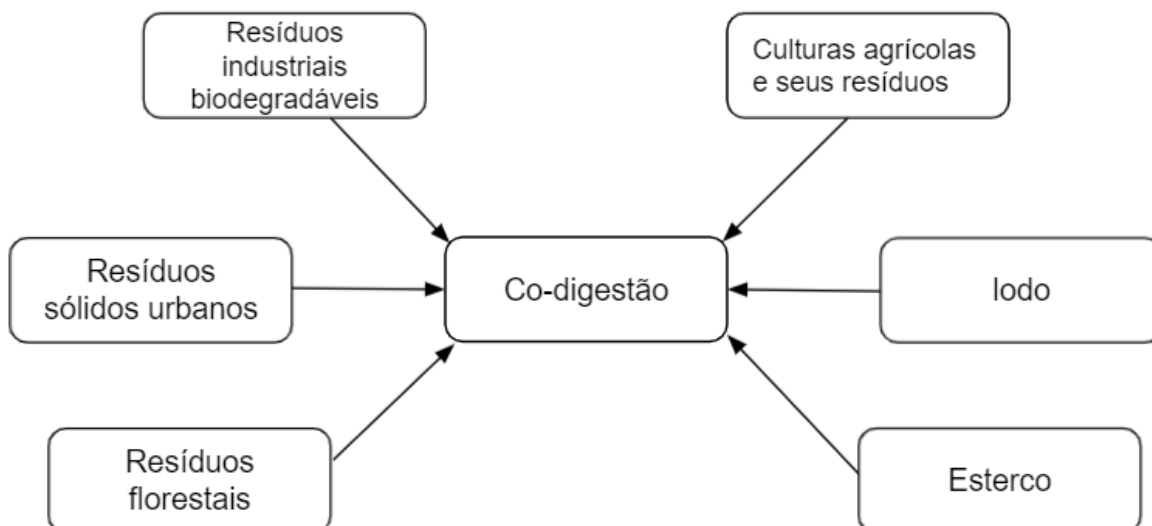 Resíduos
industriais
biodegradáveis
Culturas agrícolas
e seus resíduos
Resíduos
sólidos urbanos
Co-digestão
lodo
Resíduos
florestais
Esterco